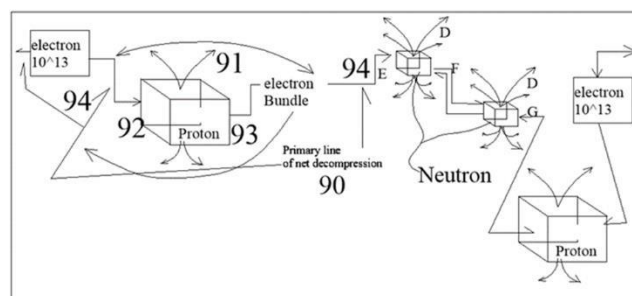 electron
10^13
91
94
92
Proton
93
electron
Bundle
94
E
D
F
D
G
Primary line
of net decompression
90
Neutron
electron
10^13
Proton